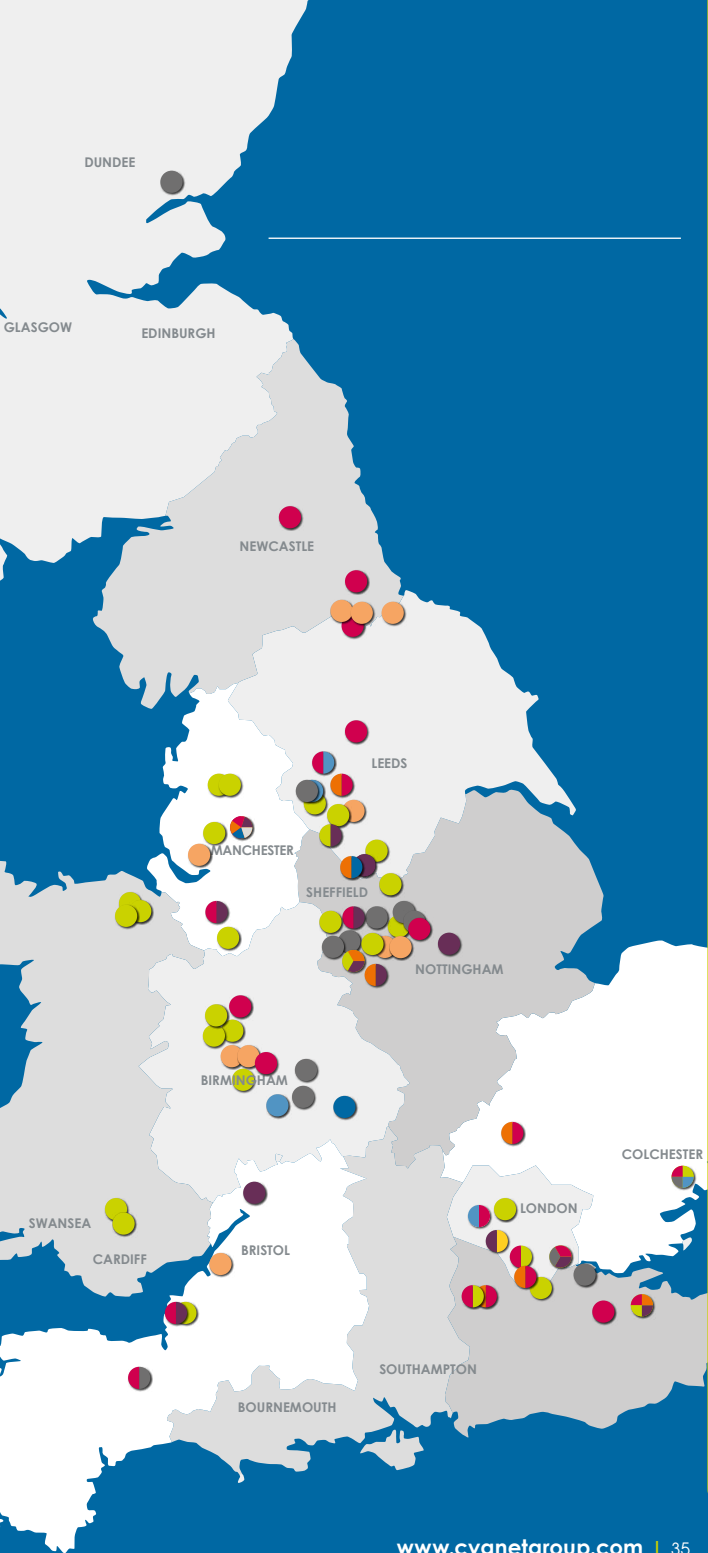 DUNDEE
GLASGOW
EDINBURGH
NEWCASTLE
LEEDS
MANCHESTER
SHEFFIELD
NOTTINGHAM
BIRMINGHAM
COLCHESTER
LONDON
SWANSEA
BRISTOL
CARDIFF
SOUTHAMPTON
BOURNEMOUTH
www.cygnetgroup.com | 35